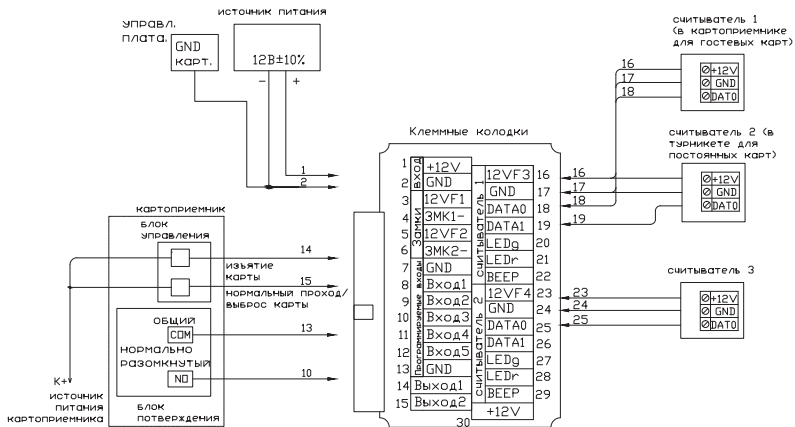 источник питания
управл.
плата.
GND
карт.
12В±10%
- +
1
2
картоприемник
блок
управления
изъятие
карты
нормальный проход/
выброс карты
14
15
общий
COM
нормально
разомкнутый
NO
13
10
К+
источник
питания
картоприемника
блок
потверждения
Клеммные колодки
1 +12V
2 GND
вход
3 12VF1
4 ЗМК1-
5 12VF2
6 ЗМК2-
Замки
7 GND
8 Вход1
9 Вход2
10 Вход3
11 Вход4
12 Вход5
13 GND
Программируемые входы
14 Выход1
15 Выход2
считыватель 1
12VF3 16
GND 17
DATA0 18
DATA1 19
LEDg 20
LEDr 21
BEEP 22
считыватель 2
12VF4 23
GND 24
DATA0 25
DATA1 26
LEDg 27
LEDr 28
BEEP 29
+12V
30
считыватель 1
(в картоприемнике
для гостевых карт)
16
17
18
+12V
GND
DAT0
считыватель 2 (в
турникете для
постоянных карт)
16
17
18
19
+12V
GND
DAT0
считыватель 3
23
24
25
+12V
GND
DAT0